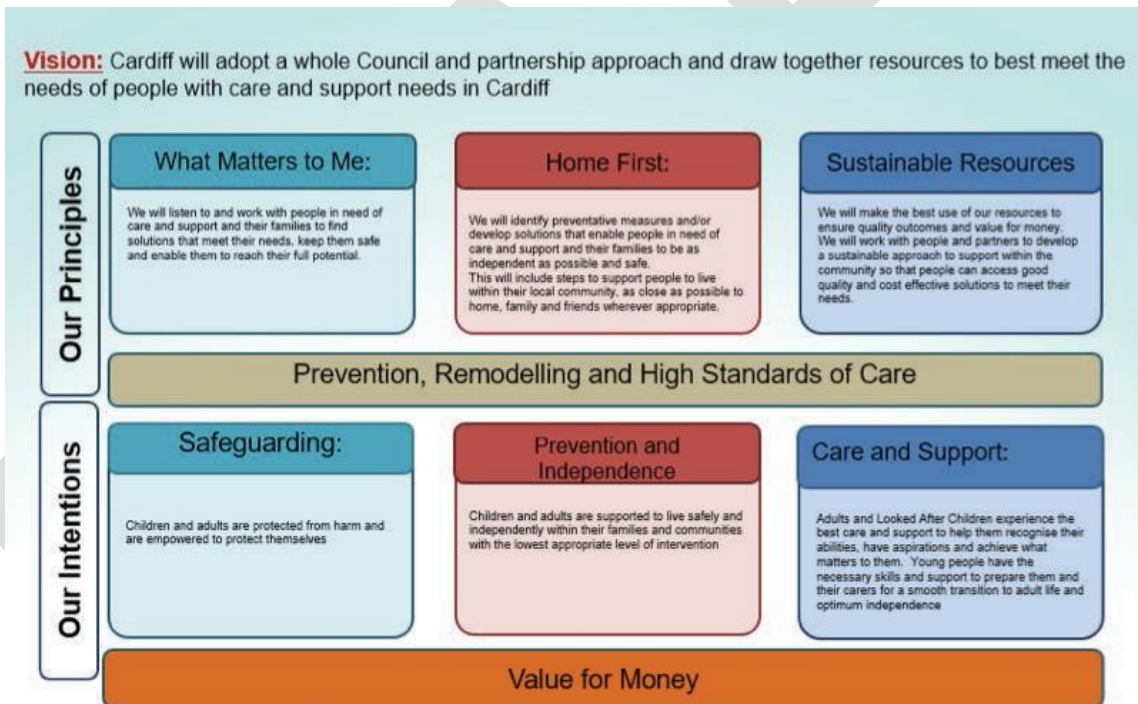 Vision: Cardiff will adopt a whole Council and partnership approach and draw together resources to best meet the
needs of people with care and support needs in Cardiff
Our Principles
What Matters to Me:
We will listen to and work with people in need of
care and support and their families to find
solutions that meet their needs, keep them safe
and enable them to reach their full potential.
Home First:
We will identify preventative measures and/or
develop solutions that enable people in need of
care and support and their families to be as
independent as possible and safe.
This will include steps to support people to live
within their local community, as close as possible to
home, family and friends wherever appropriate.
Sustainable Resources
We will make the best use of our resources to
ensure quality outcomes and value for money.
We will work with people and partners to develop
a sustainable approach to support within the
community so that people can access good
quality and cost effective solutions to meet their
needs.
Prevention, Remodelling and High Standards of Care
Our Intentions
Safeguarding:
Children and adults are protected from harm and
are empowered to protect themselves
Prevention and
Independence
Children and adults are supported to live safely and
independently within their families and communities
with the lowest appropriate level of intervention
Care and Support:
Adults and Looked After Children experience the
best care and support to help them recognise their
abilities, have aspirations and achieve what
matters to them. Young people have the
necessary skills and support to prepare them and
their carers for a smooth transition to adult life and
optimum independence
Value for Money